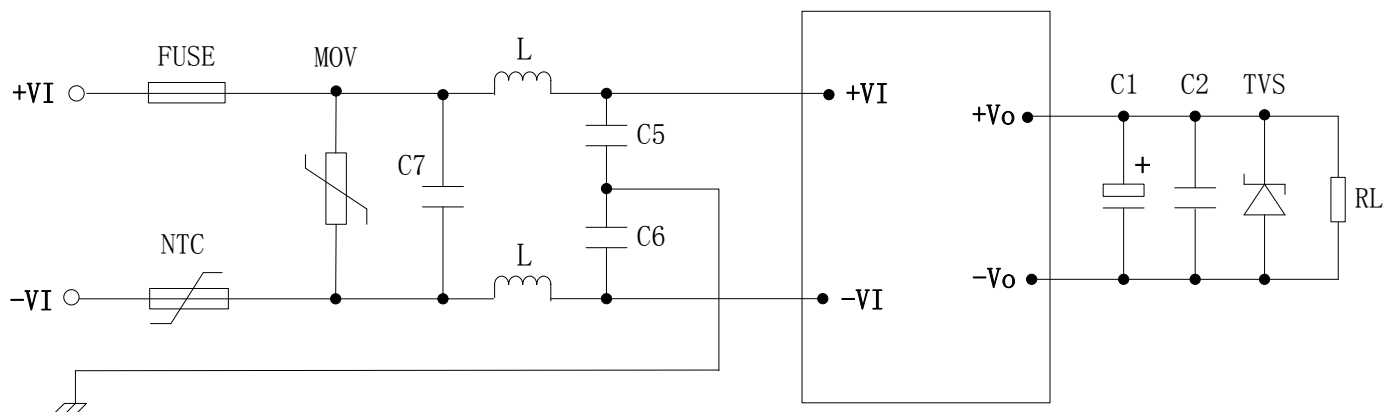 FUSE
MOV
L
+VI
+VI
C5
C7
C1
C2
TVS
+Vo
+
RL
NTC
C6
L
-VI
-VI
-Vo